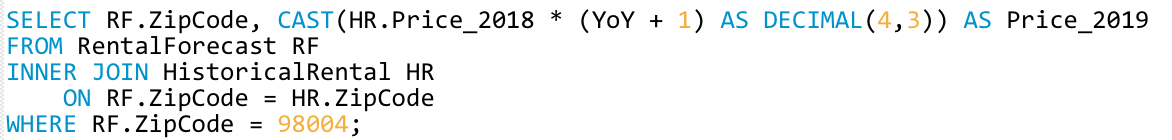 SELECT RF.ZipCode, CAST(HR.Price_2018 * (YoY + 1) AS DECIMAL(4,3)) AS Price_2019
FROM RentalForecast RF
INNER JOIN HistoricalRental HR
    ON RF.ZipCode = HR.ZipCode
WHERE RF.ZipCode = 98004;